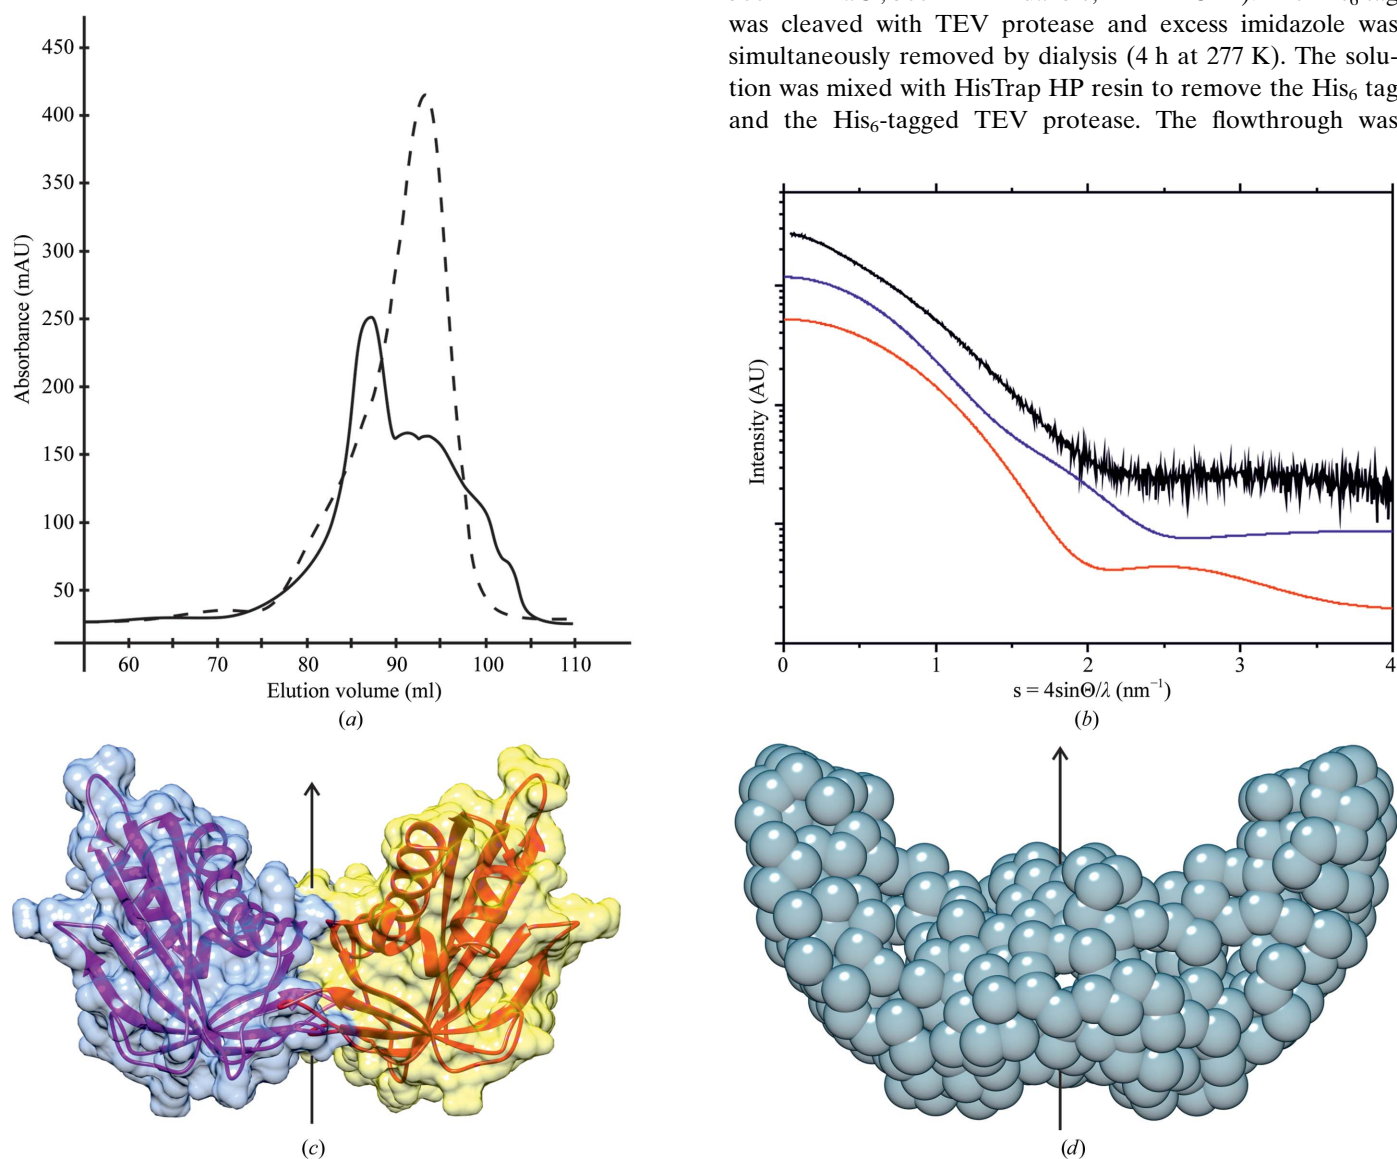 was cleaved with TEV protease and excess imidazole was
simultaneously removed by dialysis (4 h at 277 K). The solu-
tion was mixed with HisTrap HP resin to remove the His₆ tag
and the His₆-tagged TEV protease. The flowthrough was
450
400
350
300
250
200
150
100
50
Absorbance (mAU)
60 70 80 90 100 110
Elution volume (ml)
(a)
Intensity (AU)
0 1 2 3 4
s = 4sinΘ/λ (nm⁻¹)
(b)
(c)
(d)